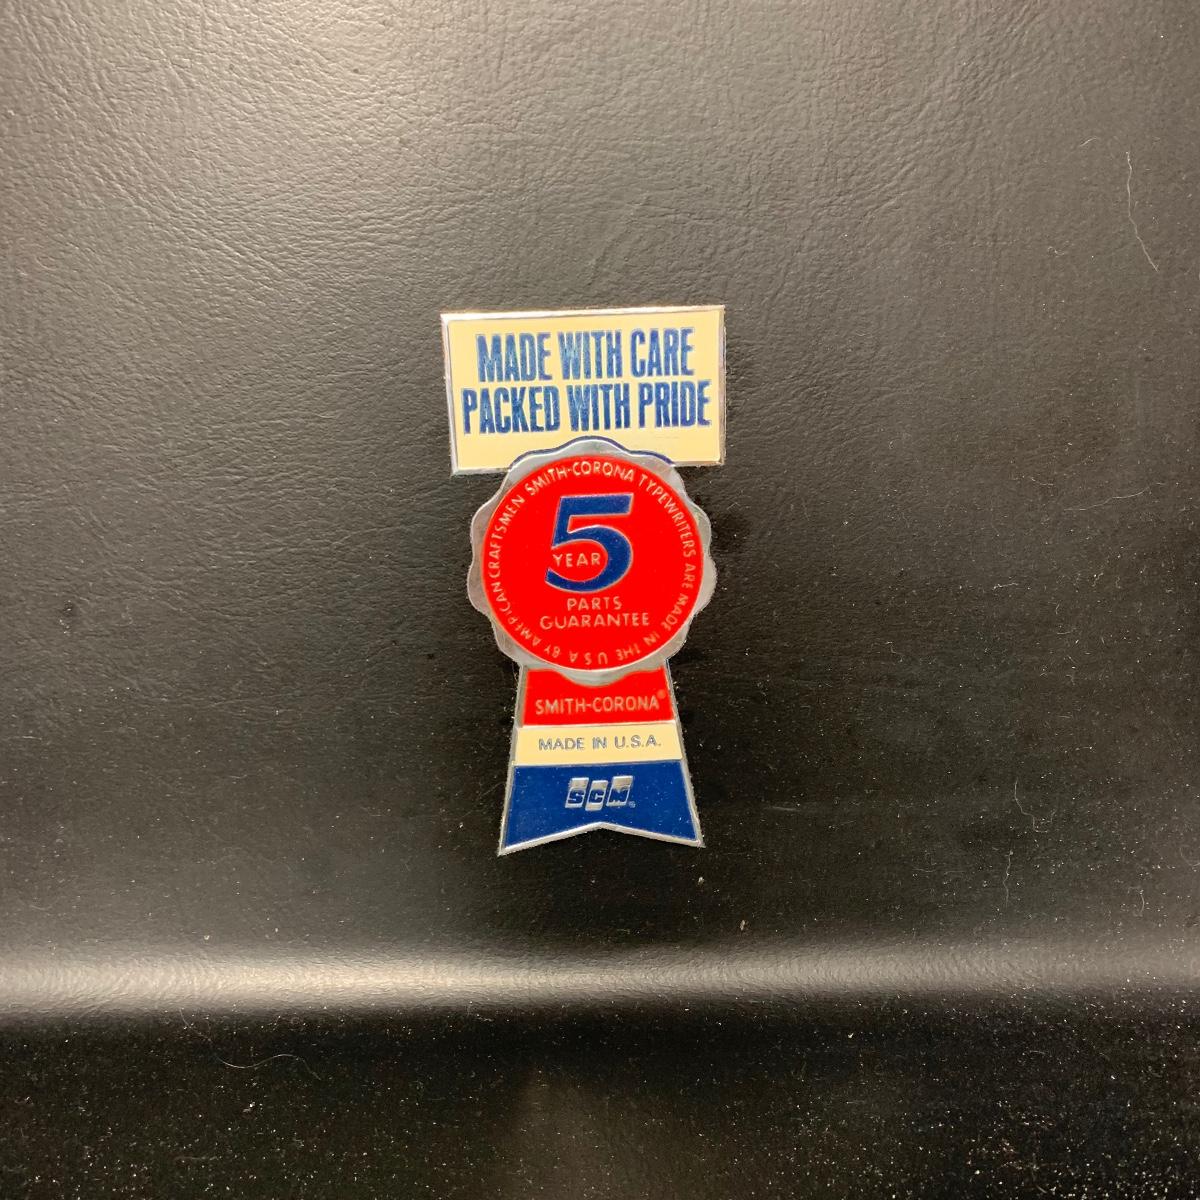 MADE WITH CARE
PACKED WITH PRIDE
SMITH-CORONA TYPEWRITERS ARE MADE IN THE U S A BY AMERICAN CRAFTSMEN
5
YEAR
PARTS
GUARANTEE
SMITH-CORONA®
MADE IN U.S.A.
SCM®